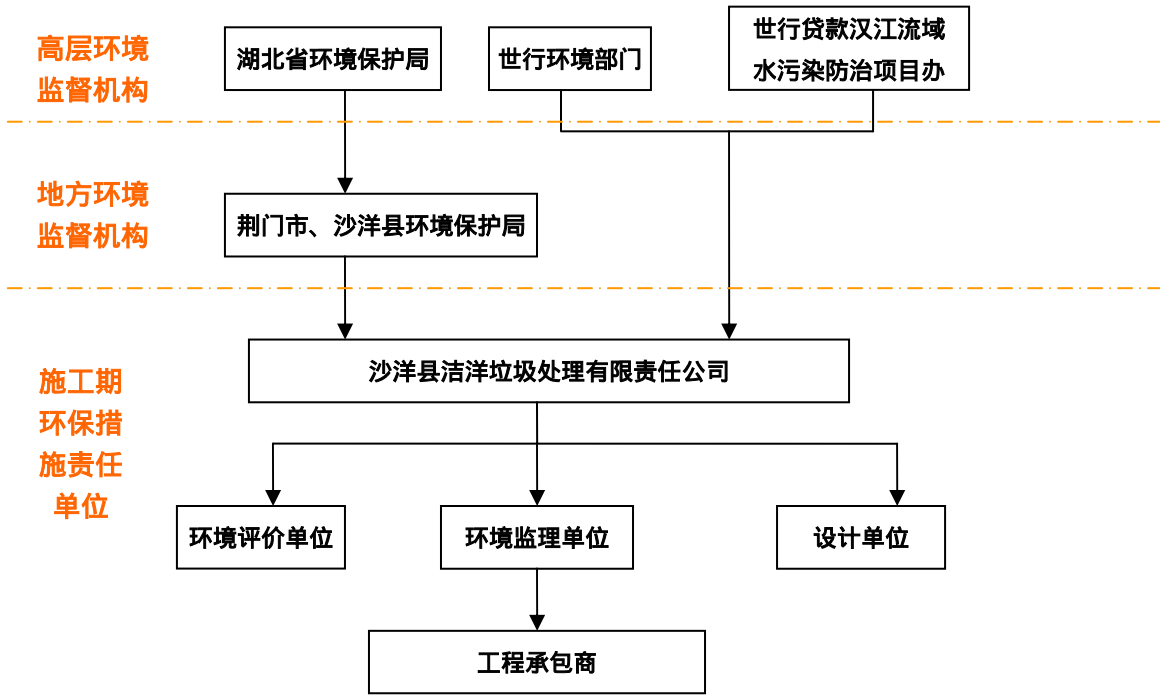 高层环境
监督机构
湖北省环境保护局
世行环境部门
世行贷款汉江流域
水污染防治项目办
地方环境
监督机构
荆门市、沙洋县环境保护局
施工期
环保措
施责任
单位
沙洋县洁洋垃圾处理有限责任公司
环境评价单位
环境监理单位
设计单位
工程承包商